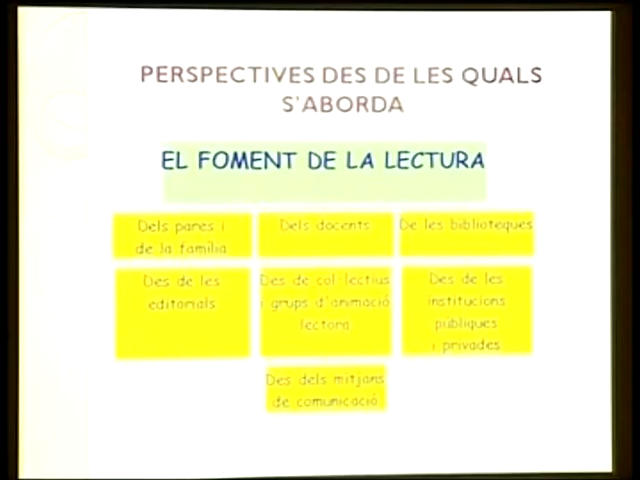 PERSPECTIVES DES DE LES QUALS
S'ABORDA
EL FOMENT DE LA LECTURA
Dels pares i
de la família
Dels docents
De les biblioteques
Des de les
editorials
Des de col·lectius
i grups d'animació
lectora
Des de les
institucions
públiques
i privades
Des dels mitjans
de comunicació